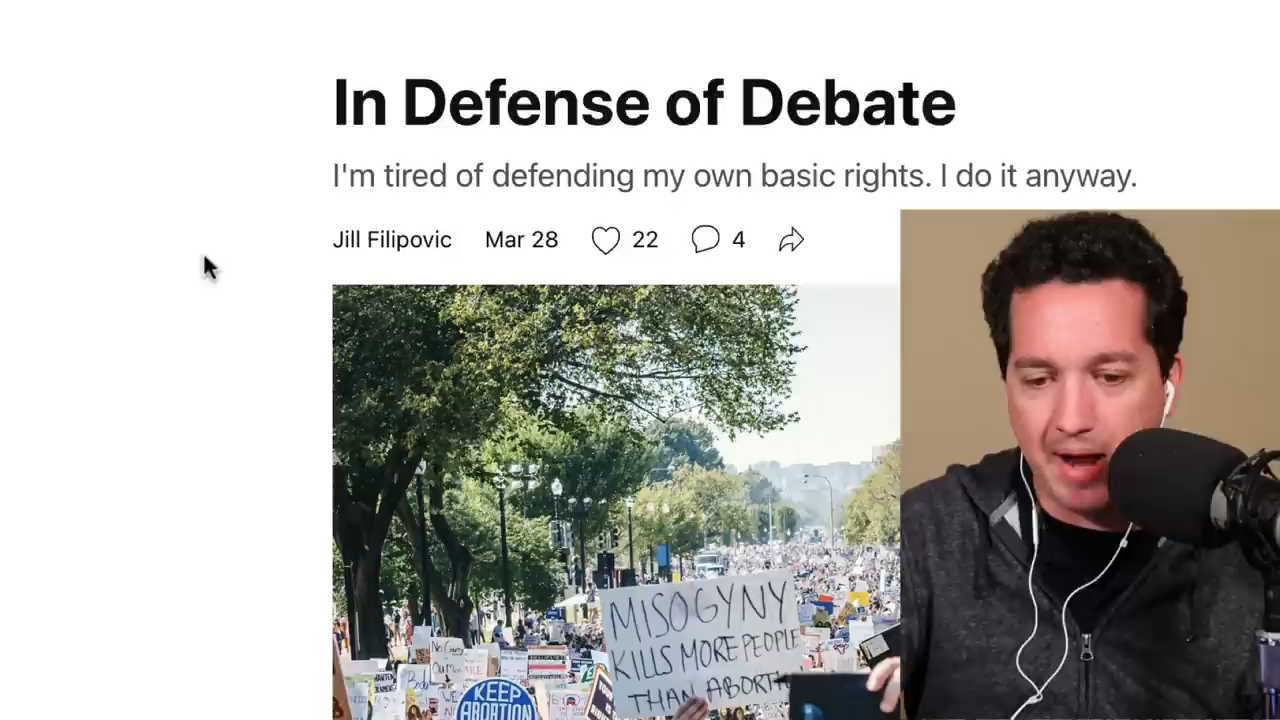 In Defense of Debate
I'm tired of defending my own basic rights. I do it anyway.
Jill Filipovic Mar 28 22 4
MISOGYNY
KILLS MORE PEOPLE
THAN ABORTI
KEEP
ABORTION